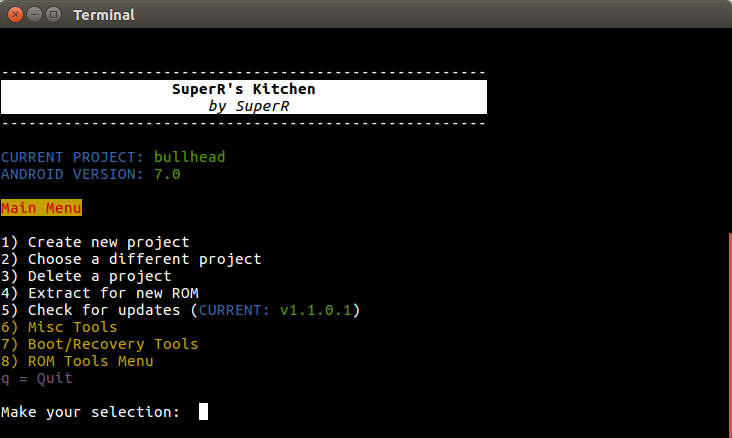 Terminal
------------------------------------------------------
SuperR's Kitchen
by SuperR
------------------------------------------------------
CURRENT PROJECT: bullhead
ANDROID VERSION: 7.0
Main Menu
1) Create new project
2) Choose a different project
3) Delete a project
4) Extract for new ROM
5) Check for updates (CURRENT: v1.1.0.1)
6) Misc Tools
7) Boot/Recovery Tools
8) ROM Tools Menu
q = Quit
Make your selection: